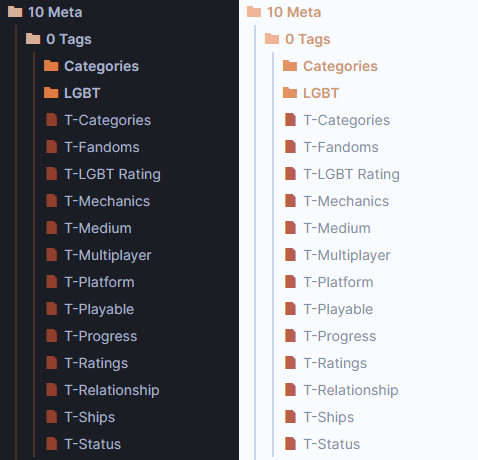 10 Meta
0 Tags
Categories
LGBT
T-Categories
T-Fandoms
T-LGBT Rating
T-Mechanics
T-Medium
T-Multiplayer
T-Platform
T-Playable
T-Progress
T-Ratings
T-Relationship
T-Ships
T-Status
10 Meta
0 Tags
Categories
LGBT
T-Categories
T-Fandoms
T-LGBT Rating
T-Mechanics
T-Medium
T-Multiplayer
T-Platform
T-Playable
T-Progress
T-Ratings
T-Relationship
T-Ships
T-Status